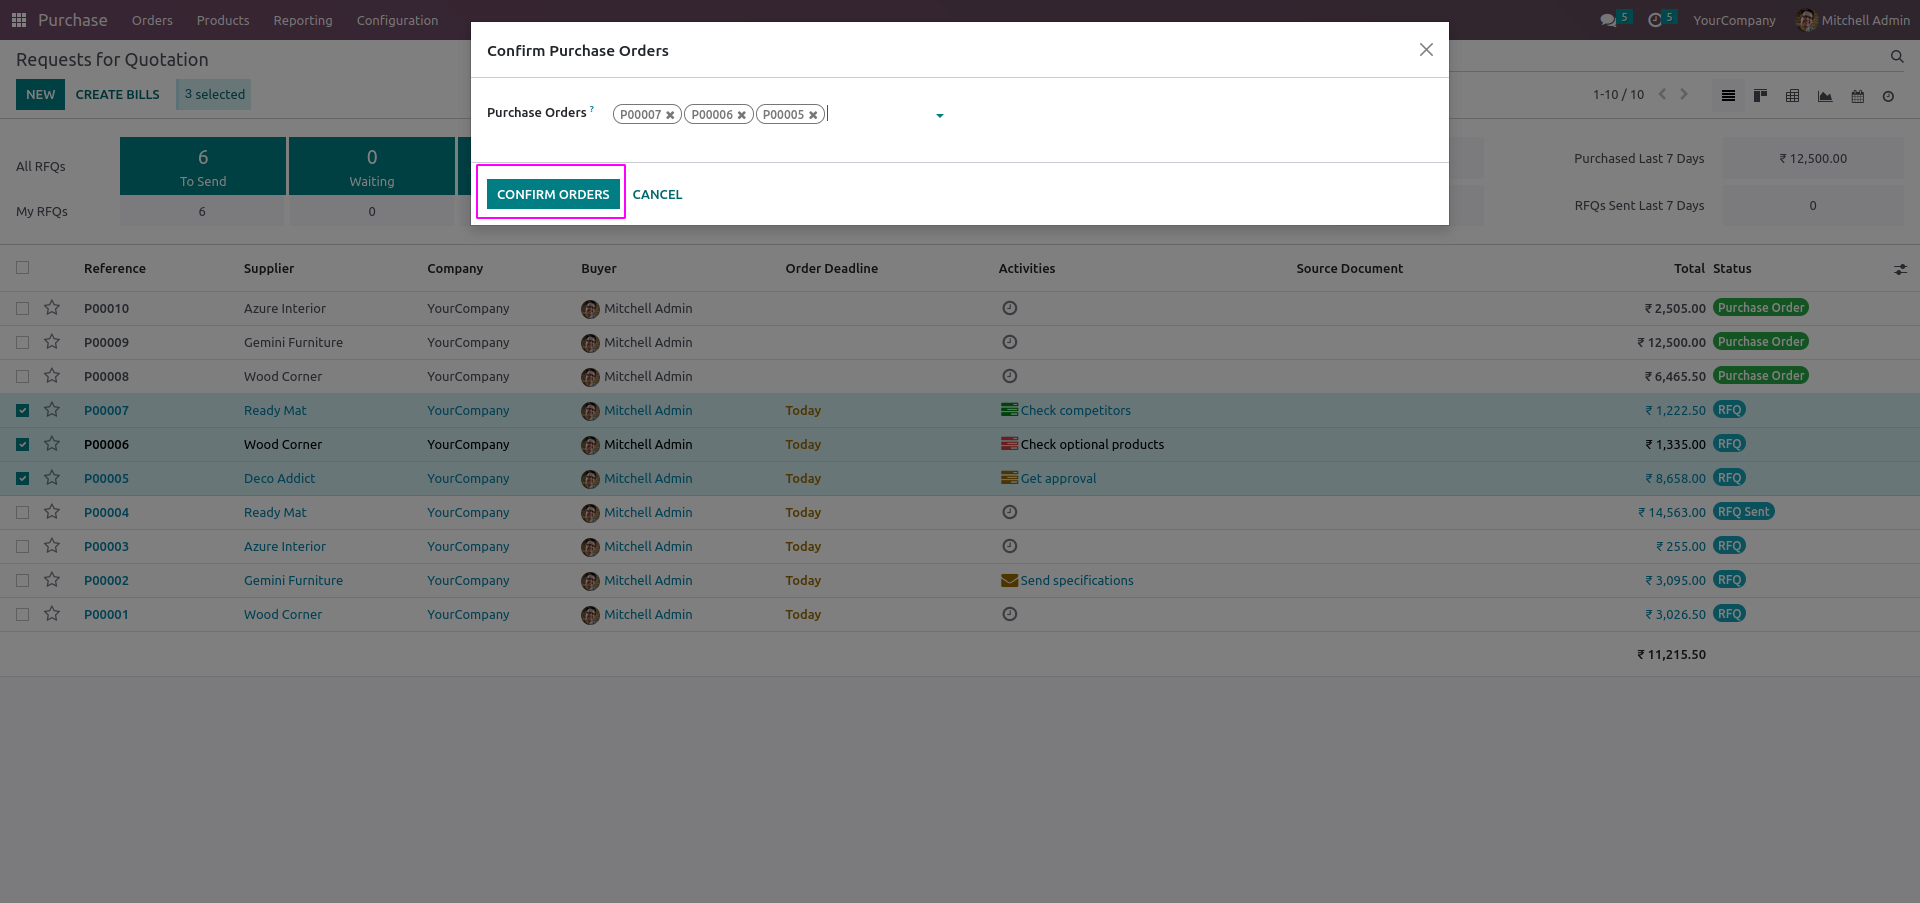 Purchase Orders Products Reporting Configuration 5 5 YourCompany Mitchell Admin
Confirm Purchase Orders
Requests for Quotation
NEW CREATE BILLS 3 selected
1-10 / 10
Purchase Orders ? P00007 P00006 P00005
CONFIRM ORDERS CANCEL
All RFQs 6 To Send 0 Waiting
My RFQs 6 0
Purchased Last 7 Days ₹ 12,500.00
RFQs Sent Last 7 Days 0
Reference Supplier Company Buyer Order Deadline Activities Source Document Total Status
P00010 Azure Interior YourCompany Mitchell Admin ₹ 2,505.00 Purchase Order
P00009 Gemini Furniture YourCompany Mitchell Admin ₹ 12,500.00 Purchase Order
P00008 Wood Corner YourCompany Mitchell Admin ₹ 6,465.50 Purchase Order
P00007 Ready Mat YourCompany Mitchell Admin Today Check competitors ₹ 1,222.50 RFQ
P00006 Wood Corner YourCompany Mitchell Admin Today Check optional products ₹ 1,335.00 RFQ
P00005 Deco Addict YourCompany Mitchell Admin Today Get approval ₹ 8,658.00 RFQ
P00004 Ready Mat YourCompany Mitchell Admin Today ₹ 14,563.00 RFQ Sent
P00003 Azure Interior YourCompany Mitchell Admin Today ₹ 255.00 RFQ
P00002 Gemini Furniture YourCompany Mitchell Admin Today Send specifications ₹ 3,095.00 RFQ
P00001 Wood Corner YourCompany Mitchell Admin Today ₹ 3,026.50 RFQ
₹ 11,215.50